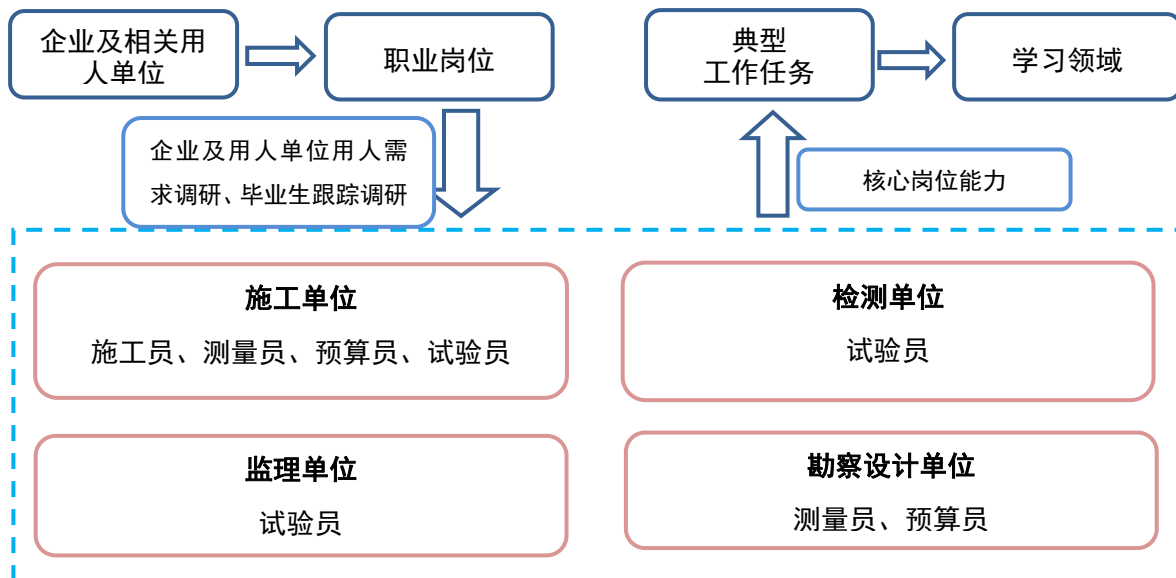 企业及相关用
人单位
职业岗位
典型
工作任务
学习领域
企业及用人单位用人需
求调研、毕业生跟踪调研
核心岗位能力
施工单位
施工员、测量员、预算员、试验员
检测单位
试验员
监理单位
试验员
勘察设计单位
测量员、预算员